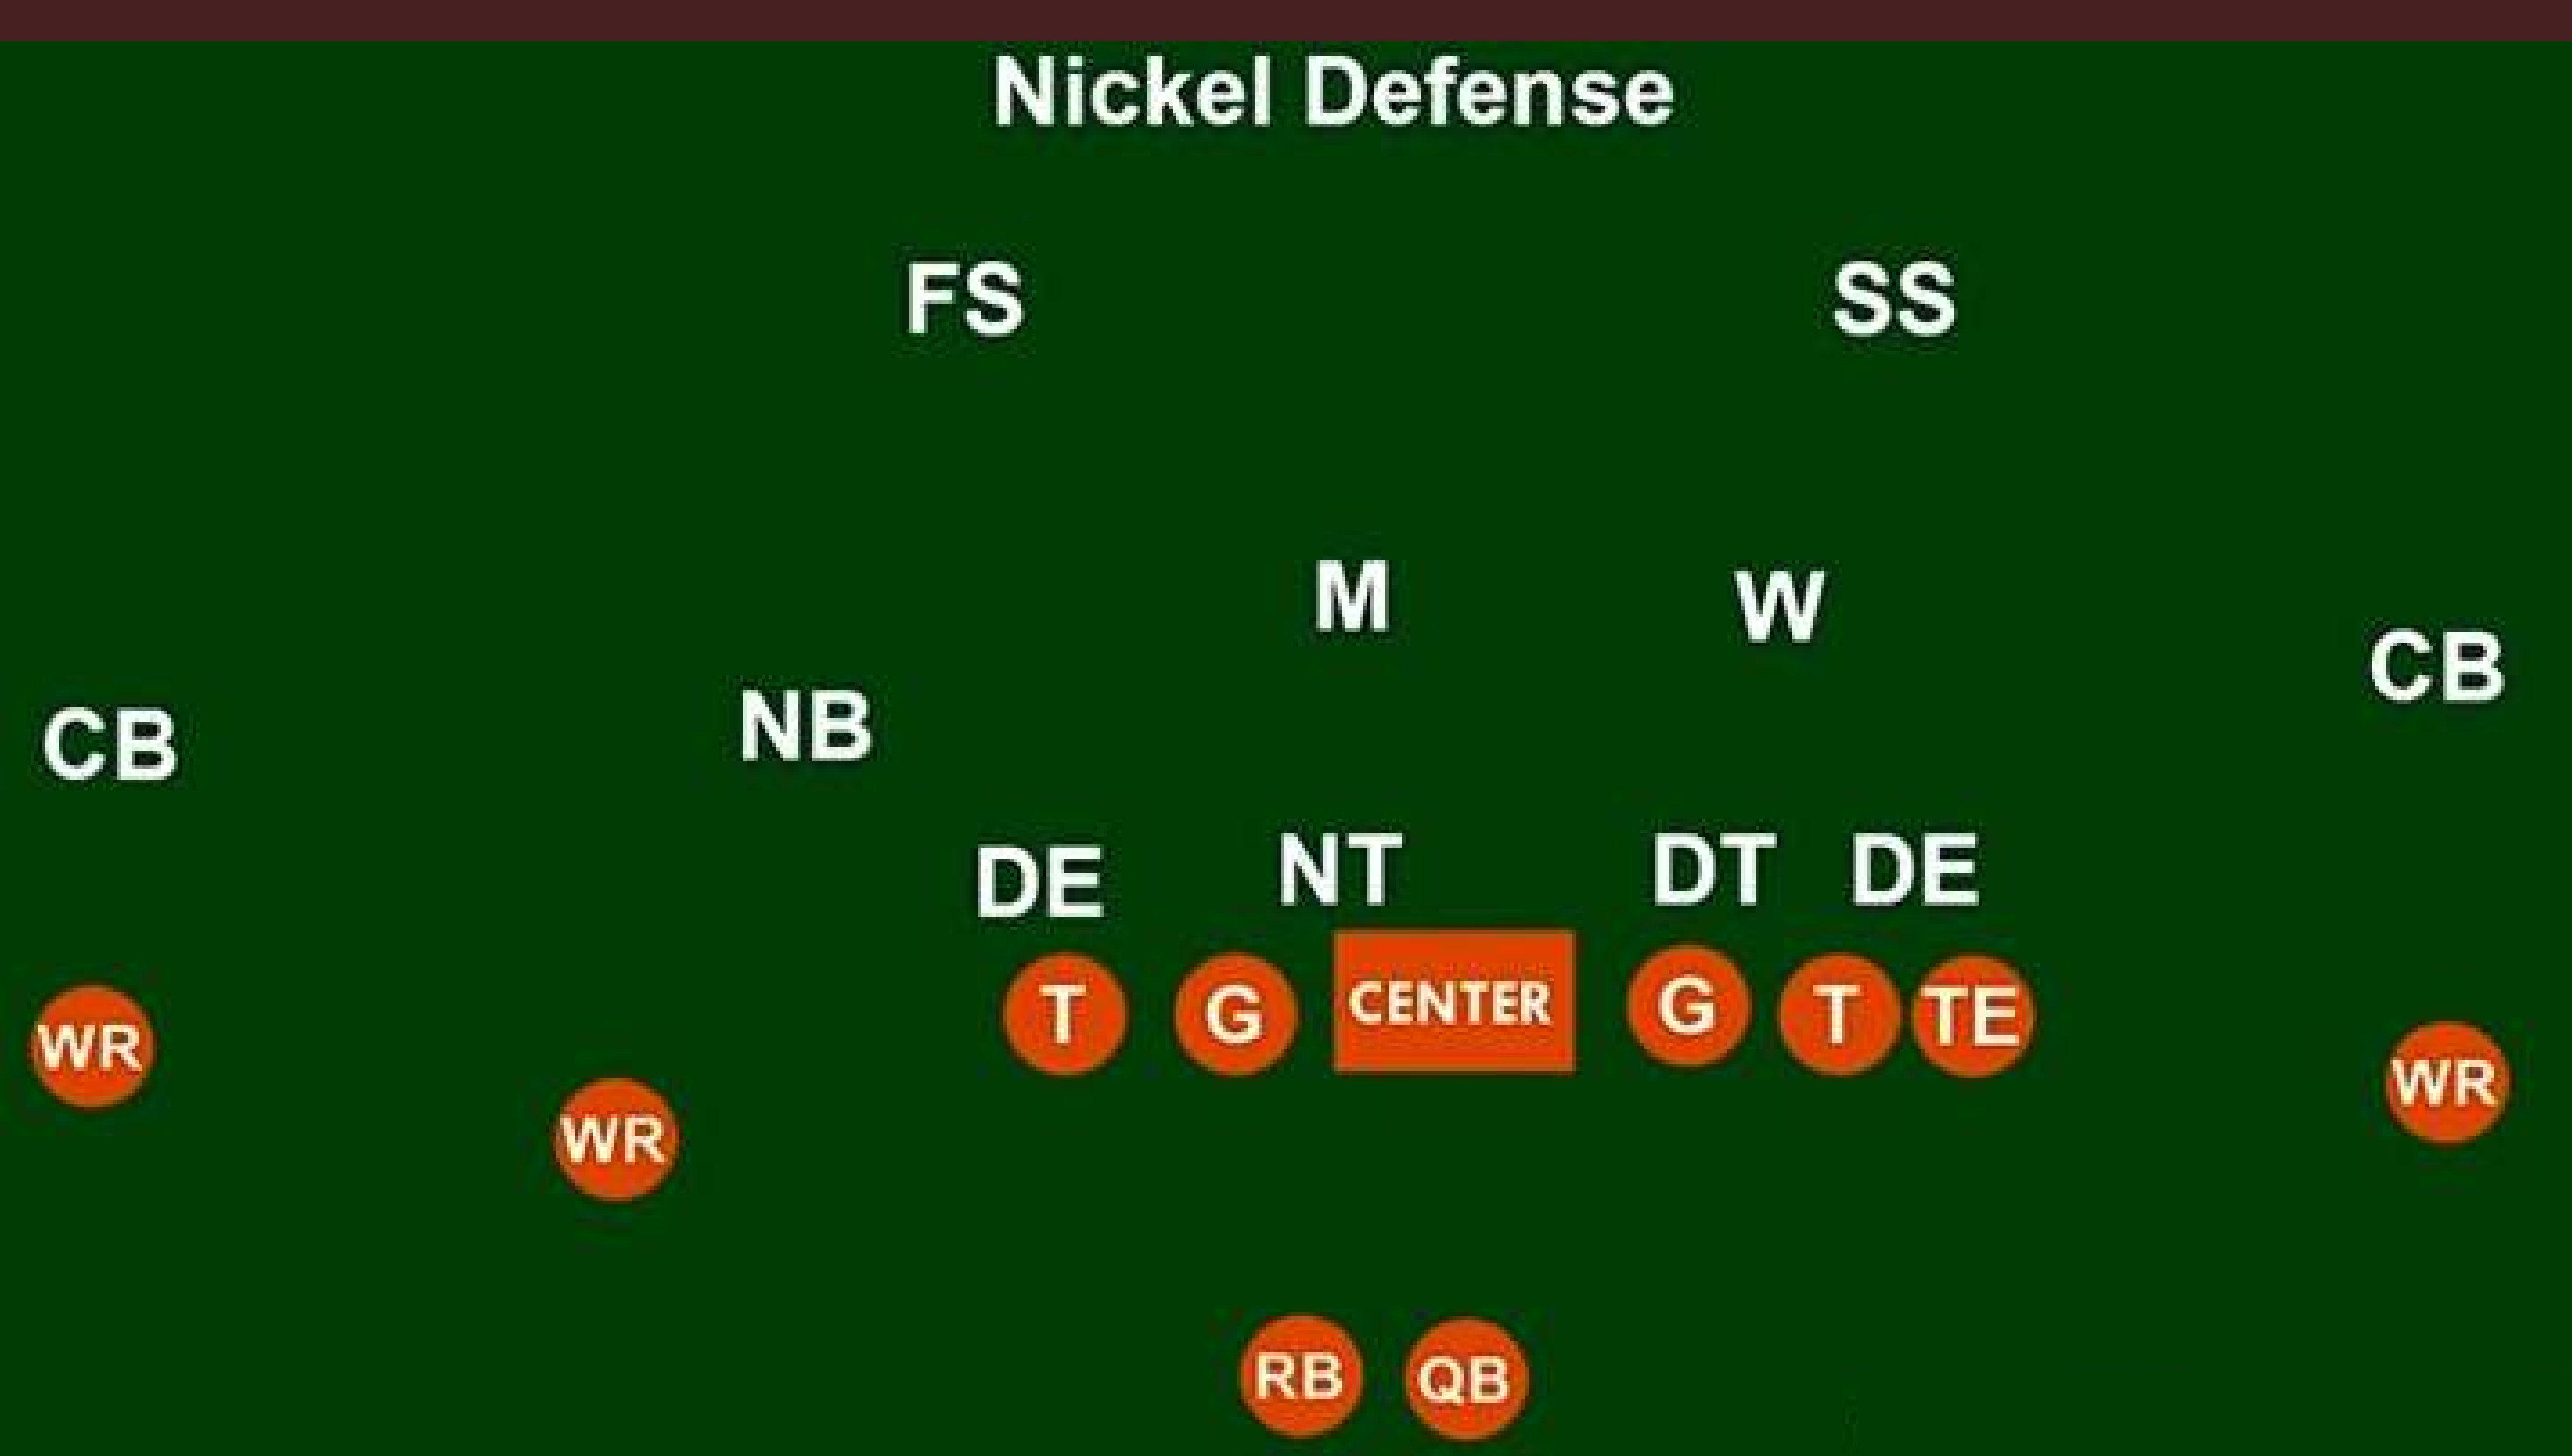 Nickel Defense
FS SS
M W
CB
NB
CB
DE NT DT DE
T G CENTER G T TE
WR WR
WR
RB QB